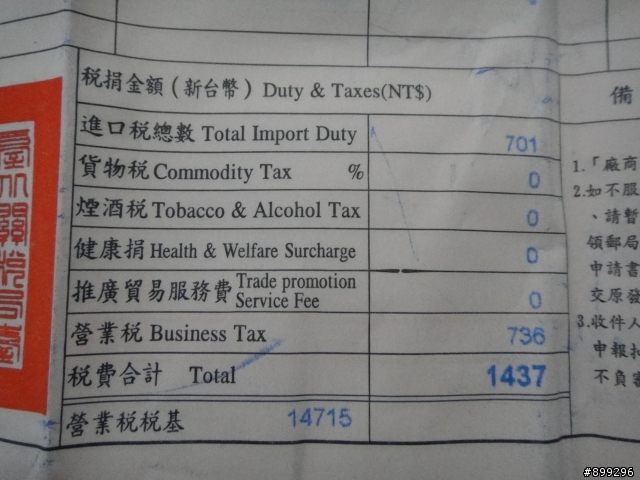 税捐金額（新台幣）Duty & Taxes(NT$)
進口稅總數 Total Import Duty 701
貨物稅 Commodity Tax % 0
煙酒稅 Tobacco & Alcohol Tax 0
健康捐 Health & Welfare Surcharge 0
推廣貿易服務費 Trade promotion Service Fee 0
營業稅 Business Tax 736
稅費合計 Total 1437
營業稅稅基 14715
備
1.「廠商
2.如不服
、請暫
領郵局
申請書
交原發
3.收件人
申報扣
不負
#899296